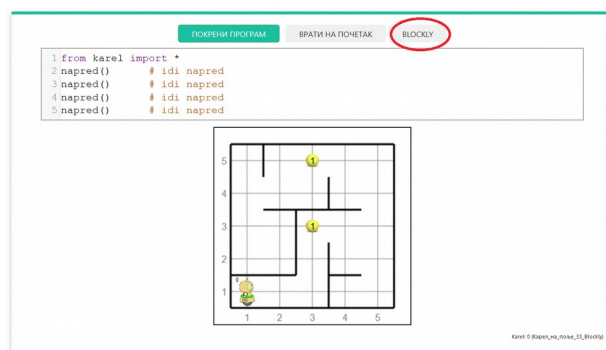 ПОКРЕНИ ПРОГРАМ ВРАТИ НА ПОЧЕТАК BLOCKLY
1 from karel import *
2 napred() # idi napred
3 napred() # idi napred
4 napred() # idi napred
5 napred() # idi napred
5 1
4
3 1
2
0
1
1 2 3 4 5
Karel: 0 (Карел_на_поље_33_Blockly)